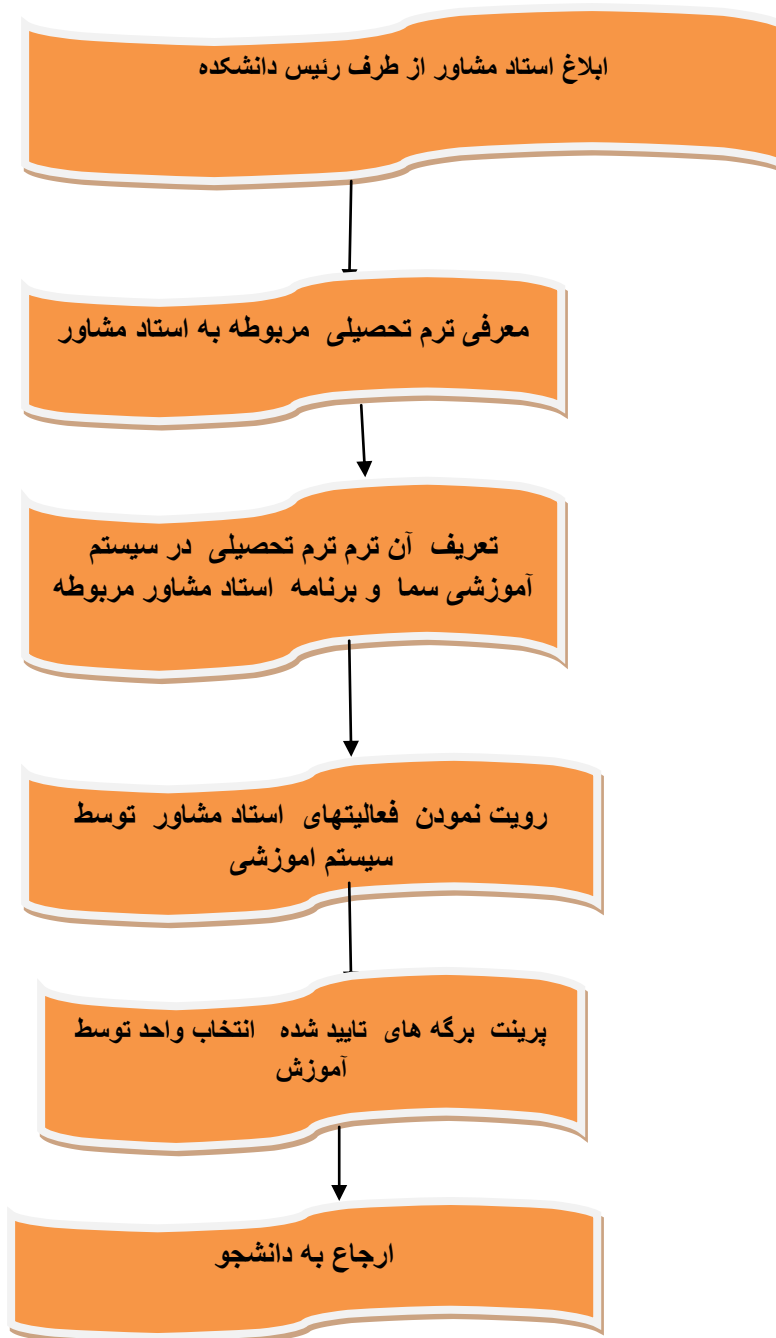 ابلاغ استاد مشاور از طرف رئیس دانشکده
معرفی ترم تحصیلی مربوطه به استاد مشاور
تعریف آن ترم ترم تحصیلی در سیستم
آموزشی سما و برنامه استاد مشاور مربوطه
رویت نمودن فعالیتهای استاد مشاور توسط
سیستم اموزشی
پرینت برگه های تایید شده انتخاب واحد توسط
آموزش
ارجاع به دانشجو